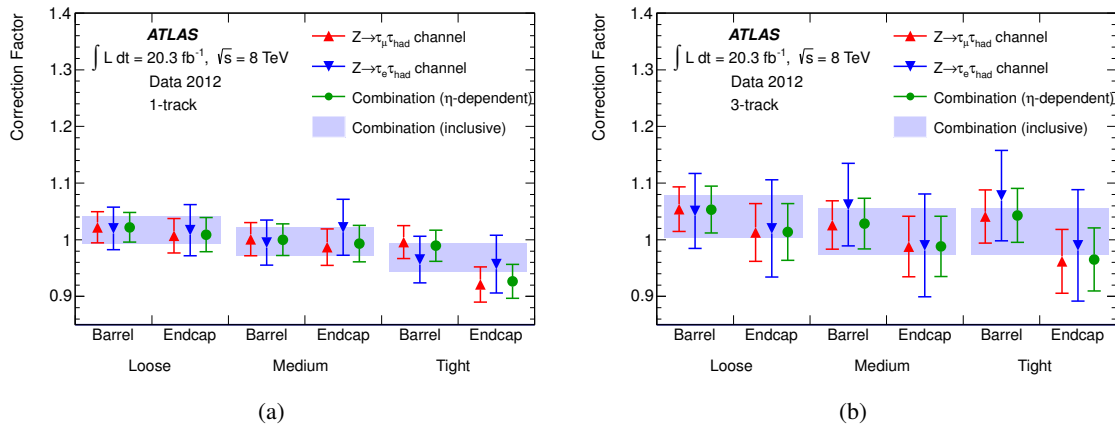 Correction Factor
1.4
1.3
1.2
1.1
1
0.9
ATLAS
∫ L dt = 20.3 fb⁻¹, √s = 8 TeV
Data 2012
1-track
Z→τμτhad channel
Z→τeτhad channel
Combination (η-dependent)
Combination (inclusive)
Barrel Endcap Barrel Endcap Barrel Endcap
Loose Medium Tight
(a)
Correction Factor
1.4
1.3
1.2
1.1
1
0.9
ATLAS
∫ L dt = 20.3 fb⁻¹, √s = 8 TeV
Data 2012
3-track
Z→τμτhad channel
Z→τeτhad channel
Combination (η-dependent)
Combination (inclusive)
Barrel Endcap Barrel Endcap Barrel Endcap
Loose Medium Tight
(b)